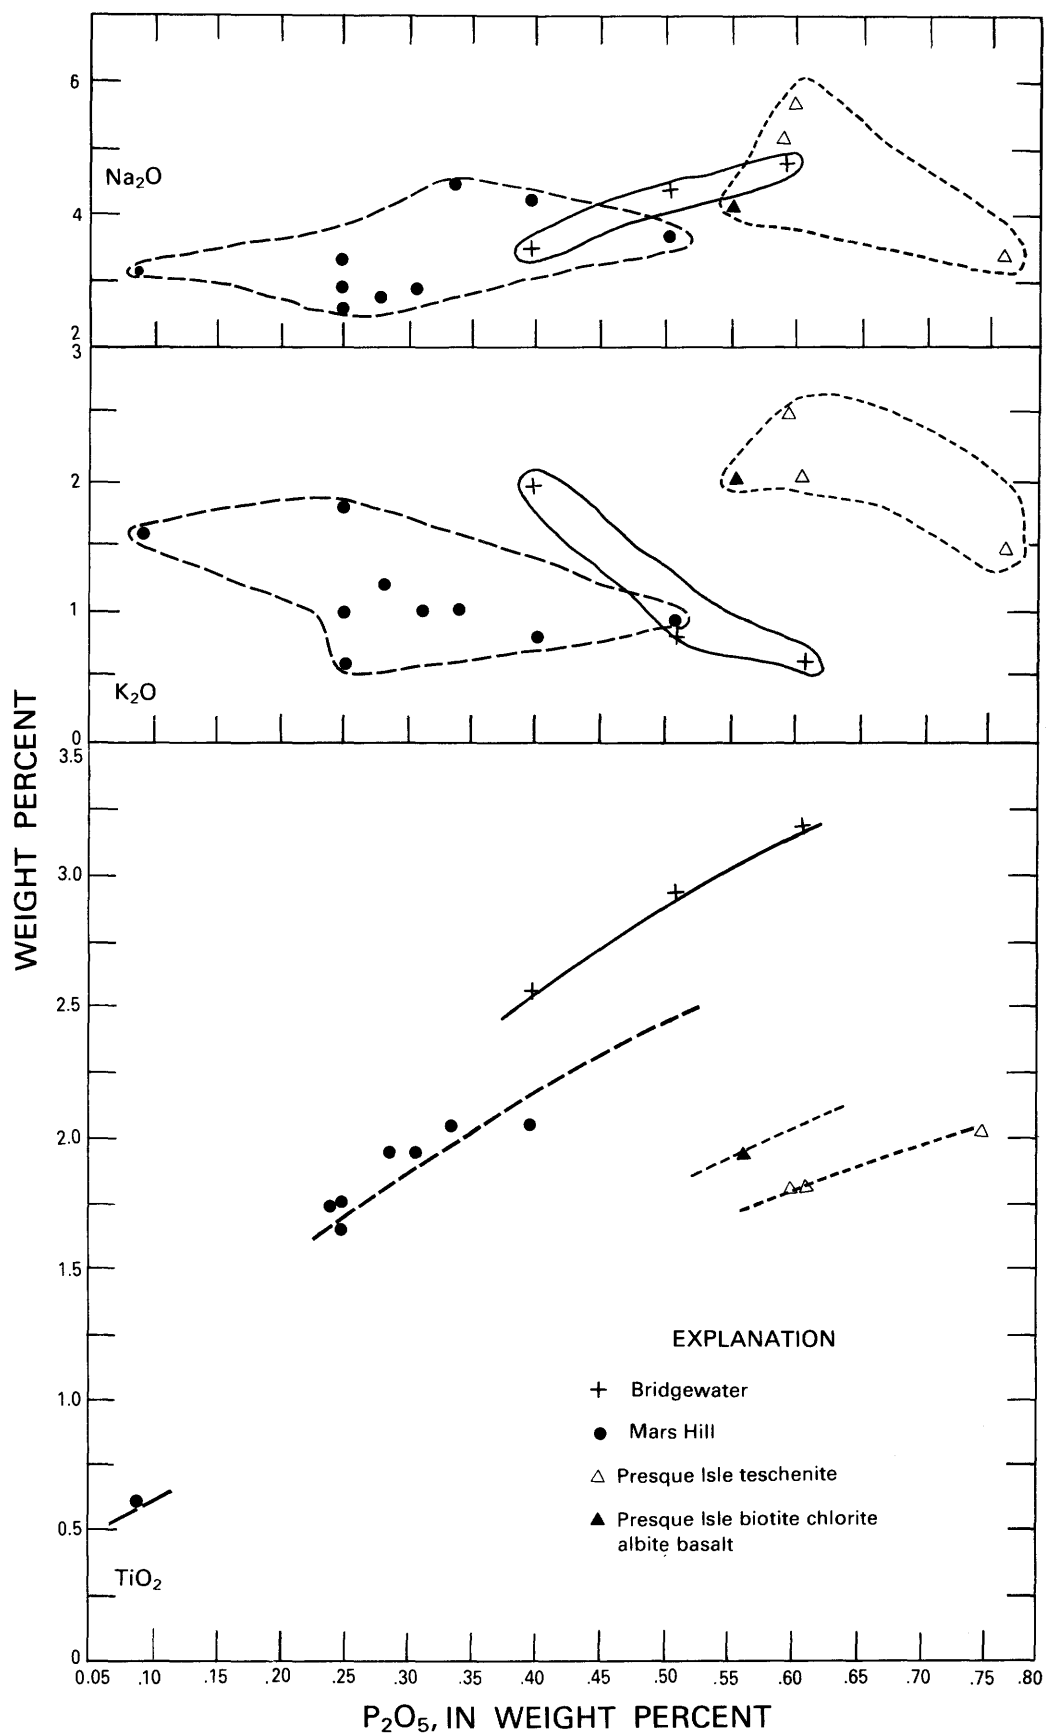 6
Na2O
4
2
3
2
1
K2O
0
WEIGHT PERCENT
3.5
3.0
2.5
2.0
1.5
1.0
0.5
TiO2
0
EXPLANATION
+ Bridgewater
● Mars Hill
△ Presque Isle teschenite
▲ Presque Isle biotite chlorite
albite basalt
0.05 .10 .15 .20 .25 .30 .35 .40 .45 .50 .55 .60 .65 .70 .75 .80
P2O5, IN WEIGHT PERCENT